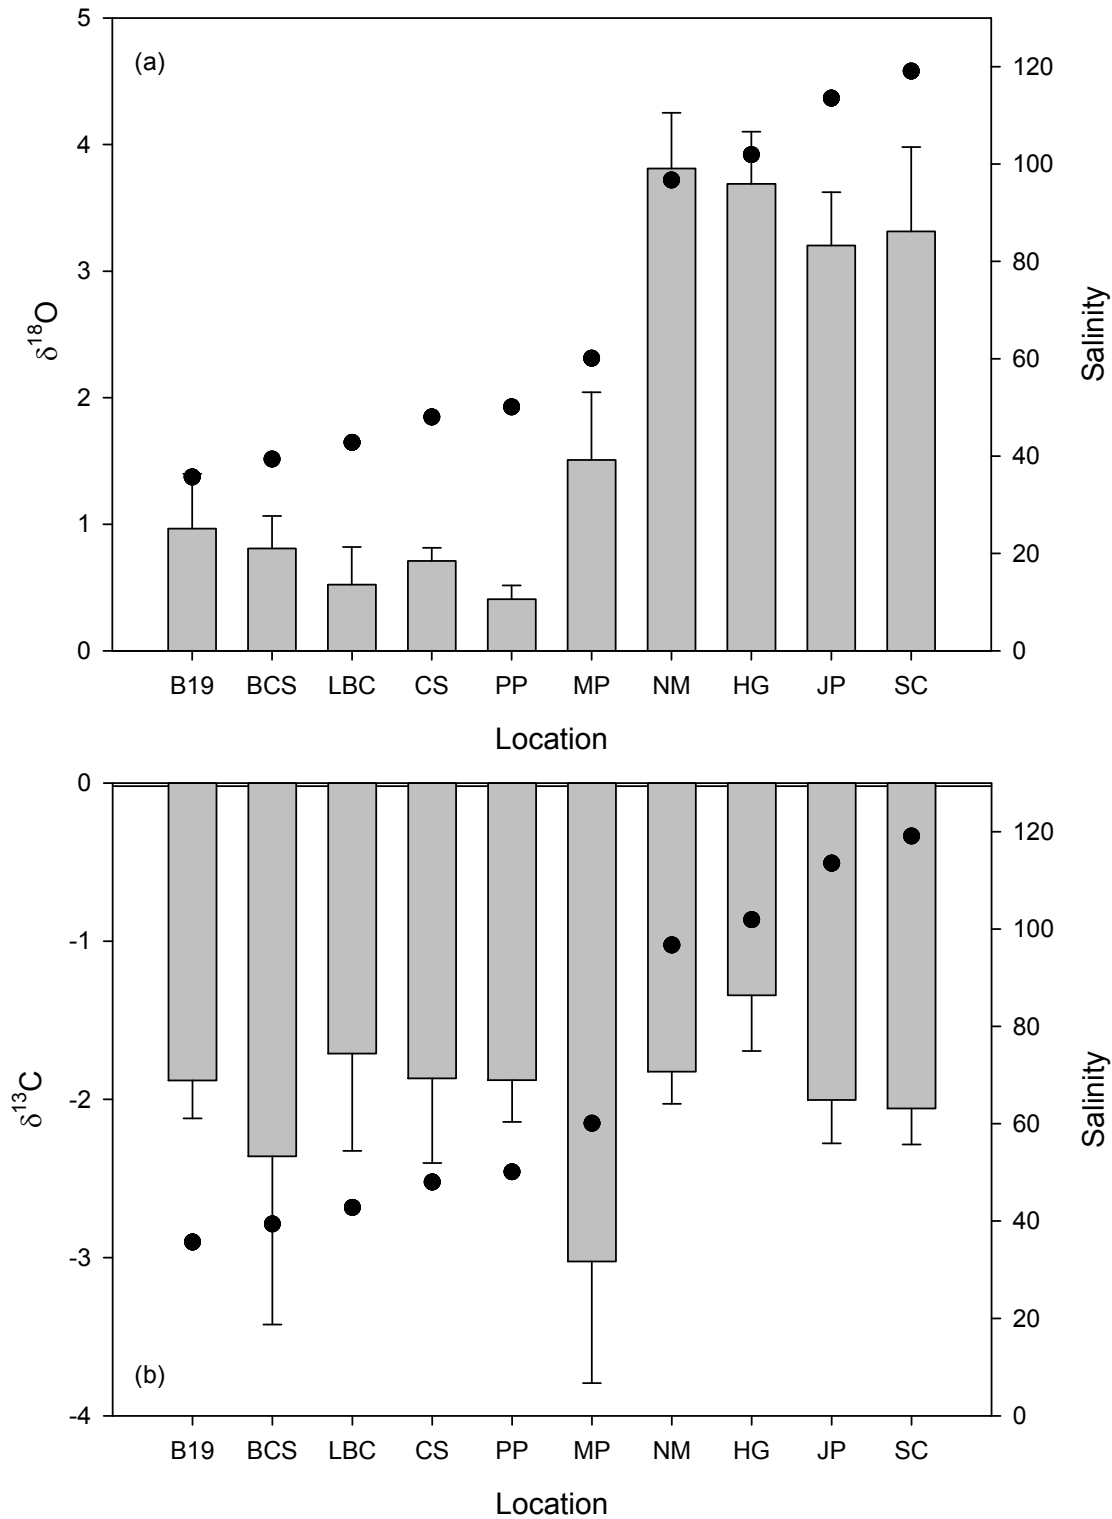 (a)
5
4
3
2
1
0
δ¹⁸O
120
100
80
60
40
20
0
Salinity
B19 BCS LBC CS PP MP NM HG JP SC
Location
(b)
0
-1
-2
-3
-4
δ¹³C
120
100
80
60
40
20
0
Salinity
B19 BCS LBC CS PP MP NM HG JP SC
Location